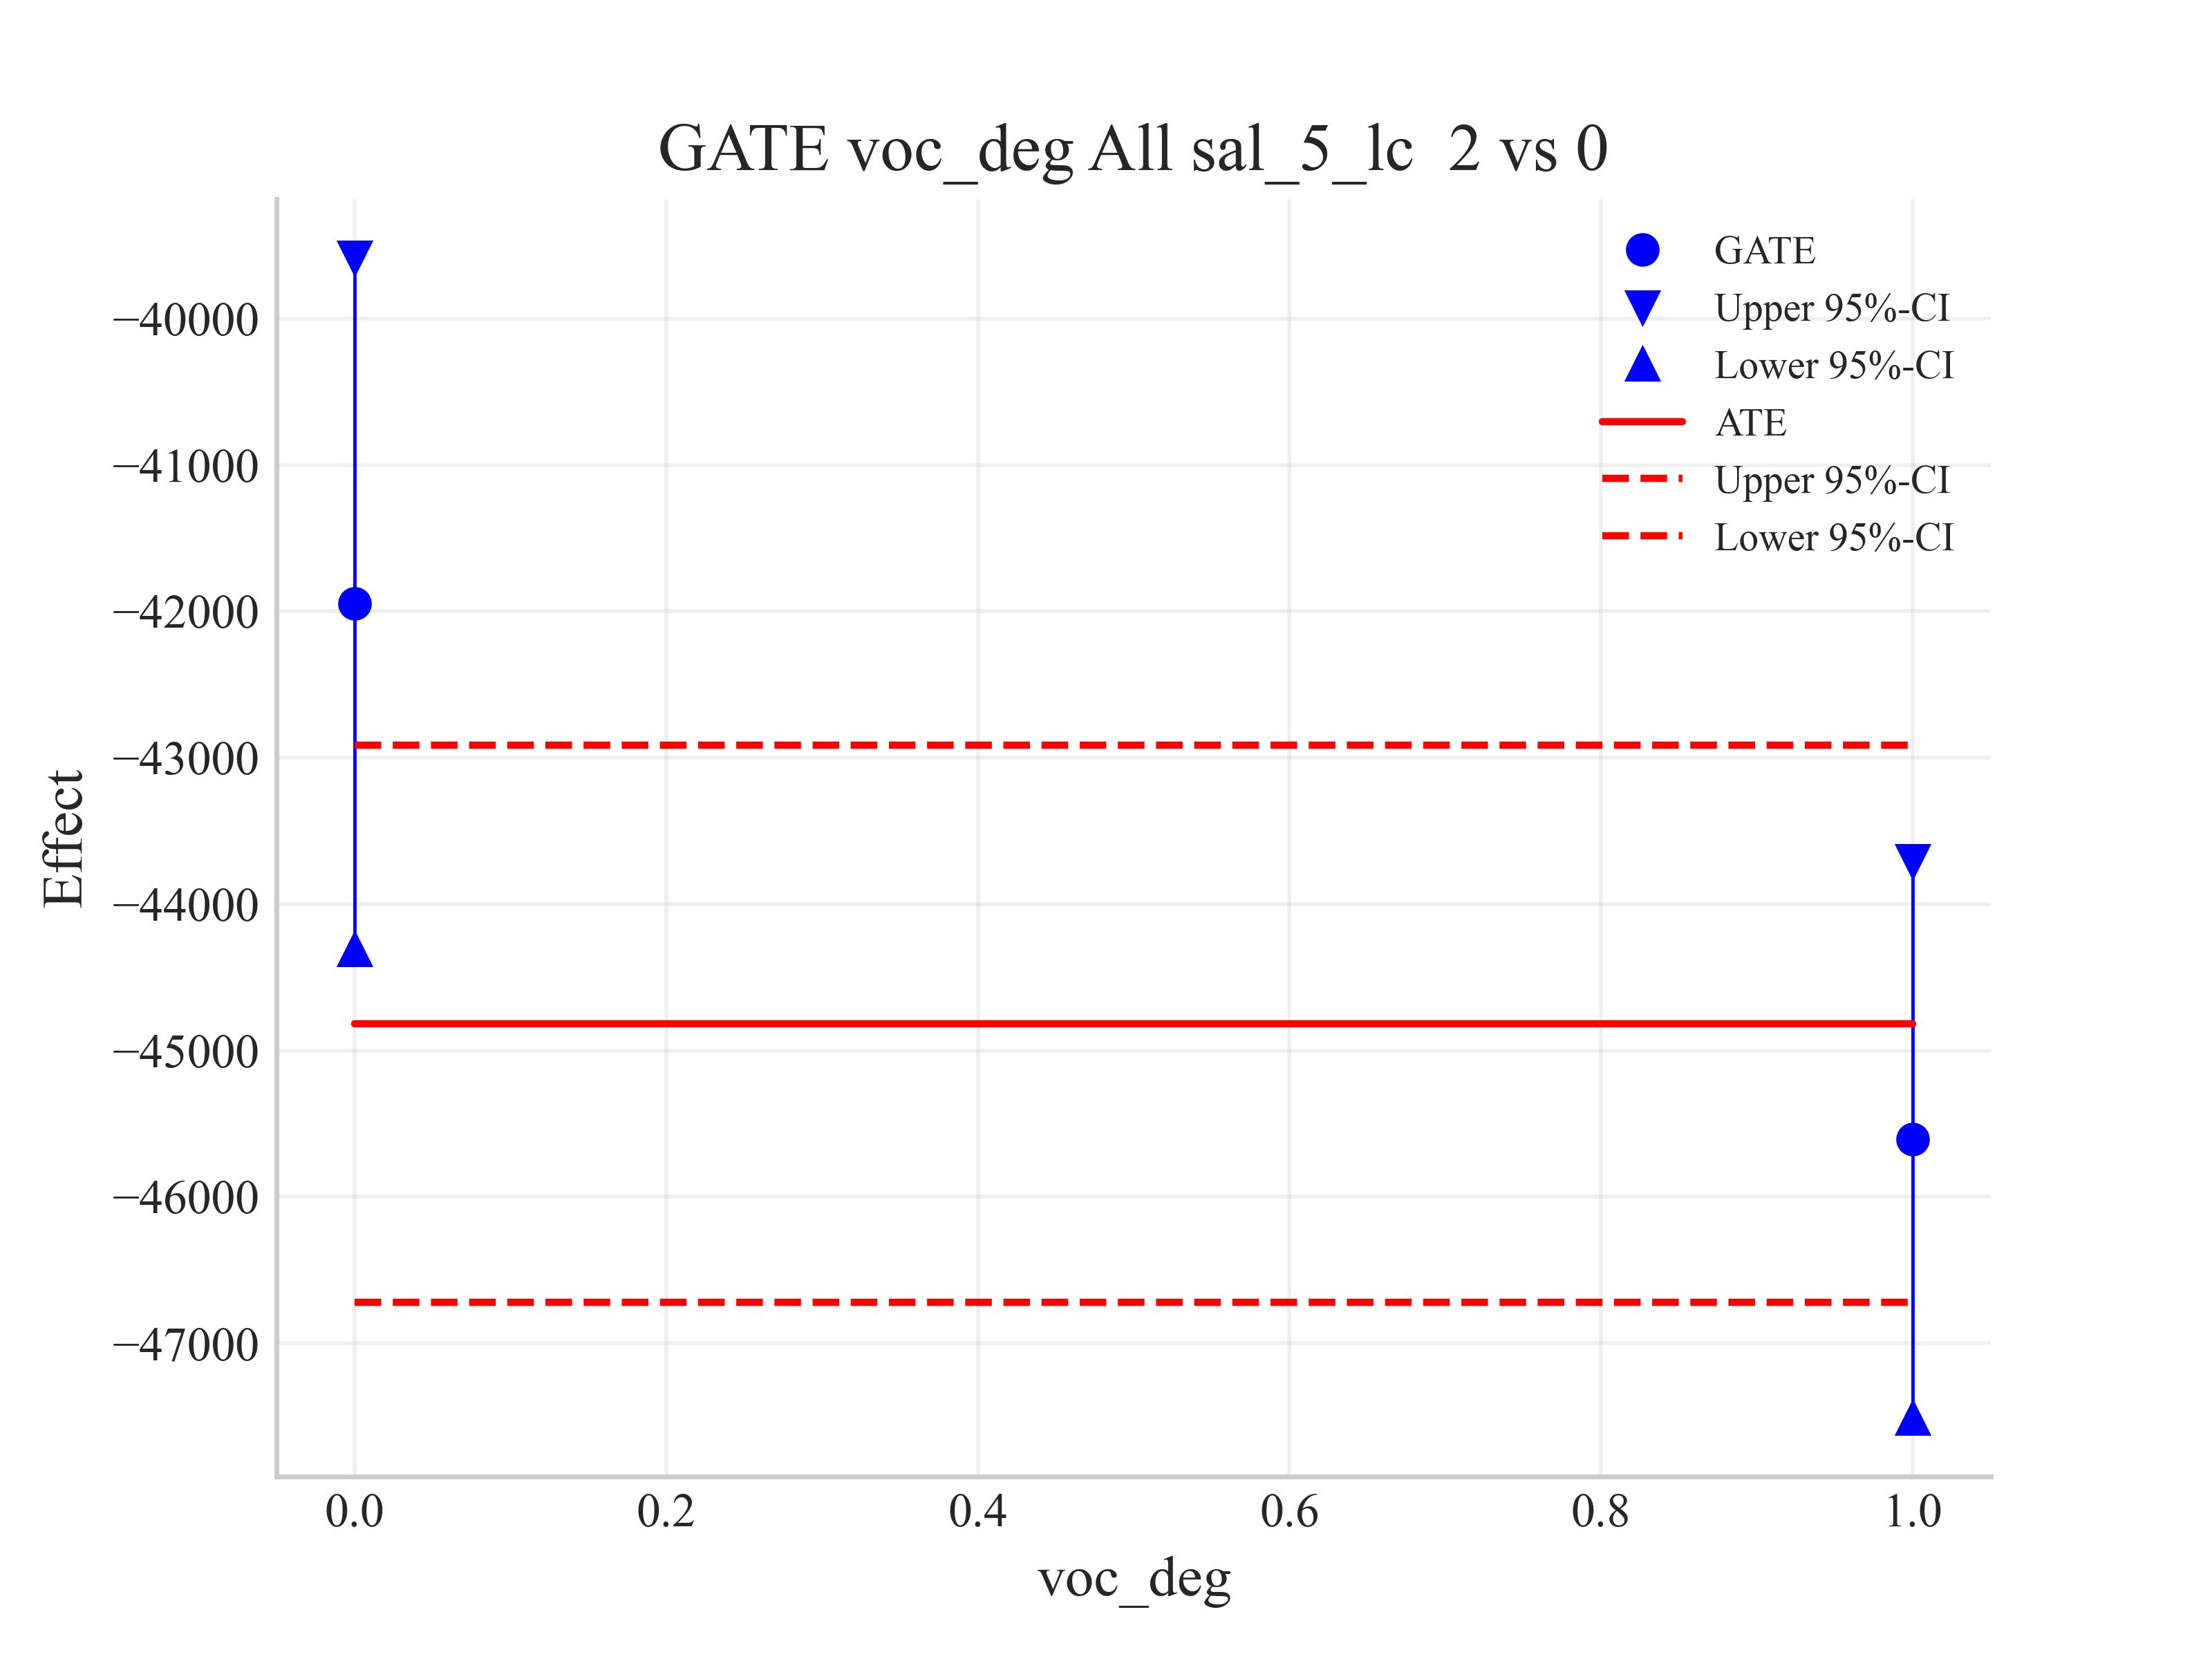 GATE voc_deg All sal_5_lc  2 vs 0
GATE
Upper 95%-CI
Lower 95%-CI
ATE
Upper 95%-CI
Lower 95%-CI
−40000
−41000
−42000
−43000
−44000
−45000
−46000
−47000
Effect
0.0 0.2 0.4 0.6 0.8 1.0
voc_deg